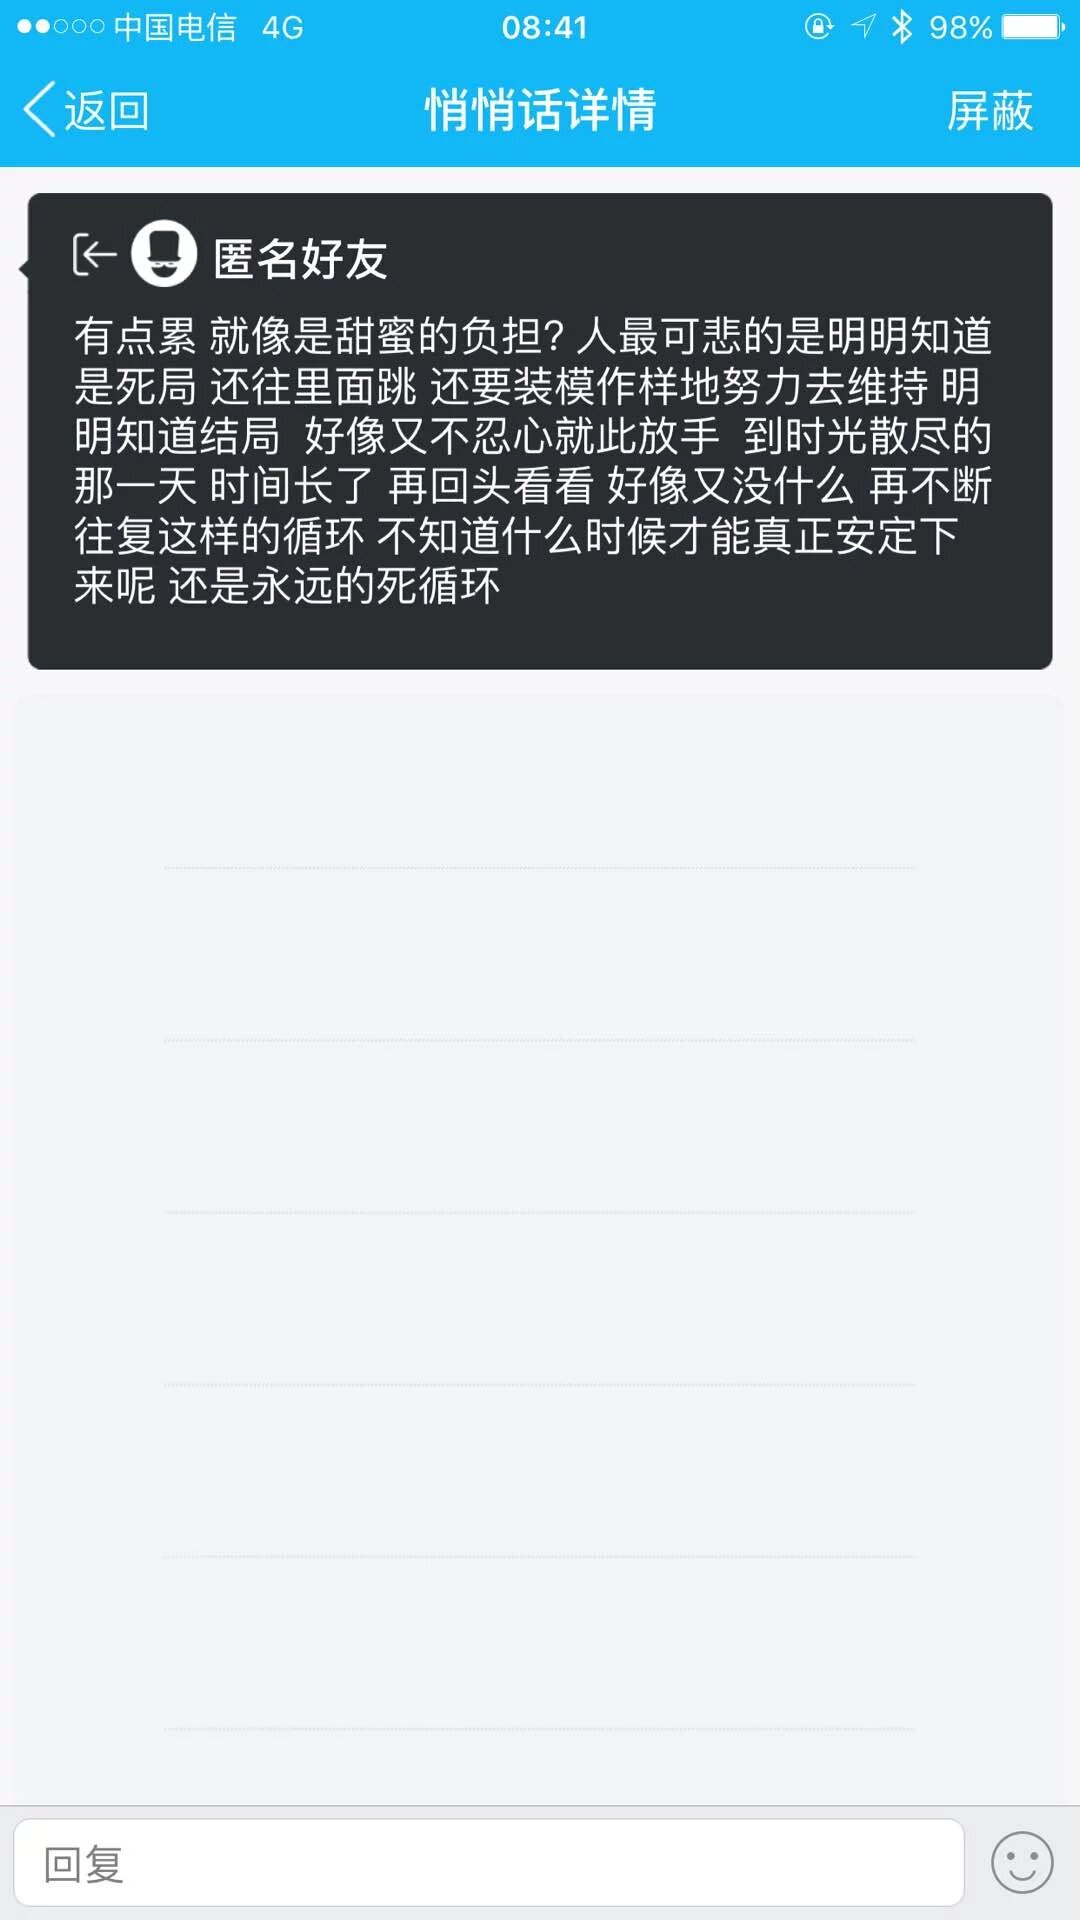 中国电信 4G 08:41 98%
返回 悄悄话详情 屏蔽
匿名好友
有点累 就像是甜蜜的负担? 人最可悲的是明明知道
是死局 还往里面跳 还要装模作样地努力去维持 明
明知道结局 好像又不忍心就此放手 到时光散尽的
那一天 时间长了 再回头看看 好像又没什么 再不断
往复这样的循环 不知道什么时候才能真正安定下
来呢 还是永远的死循环
回复